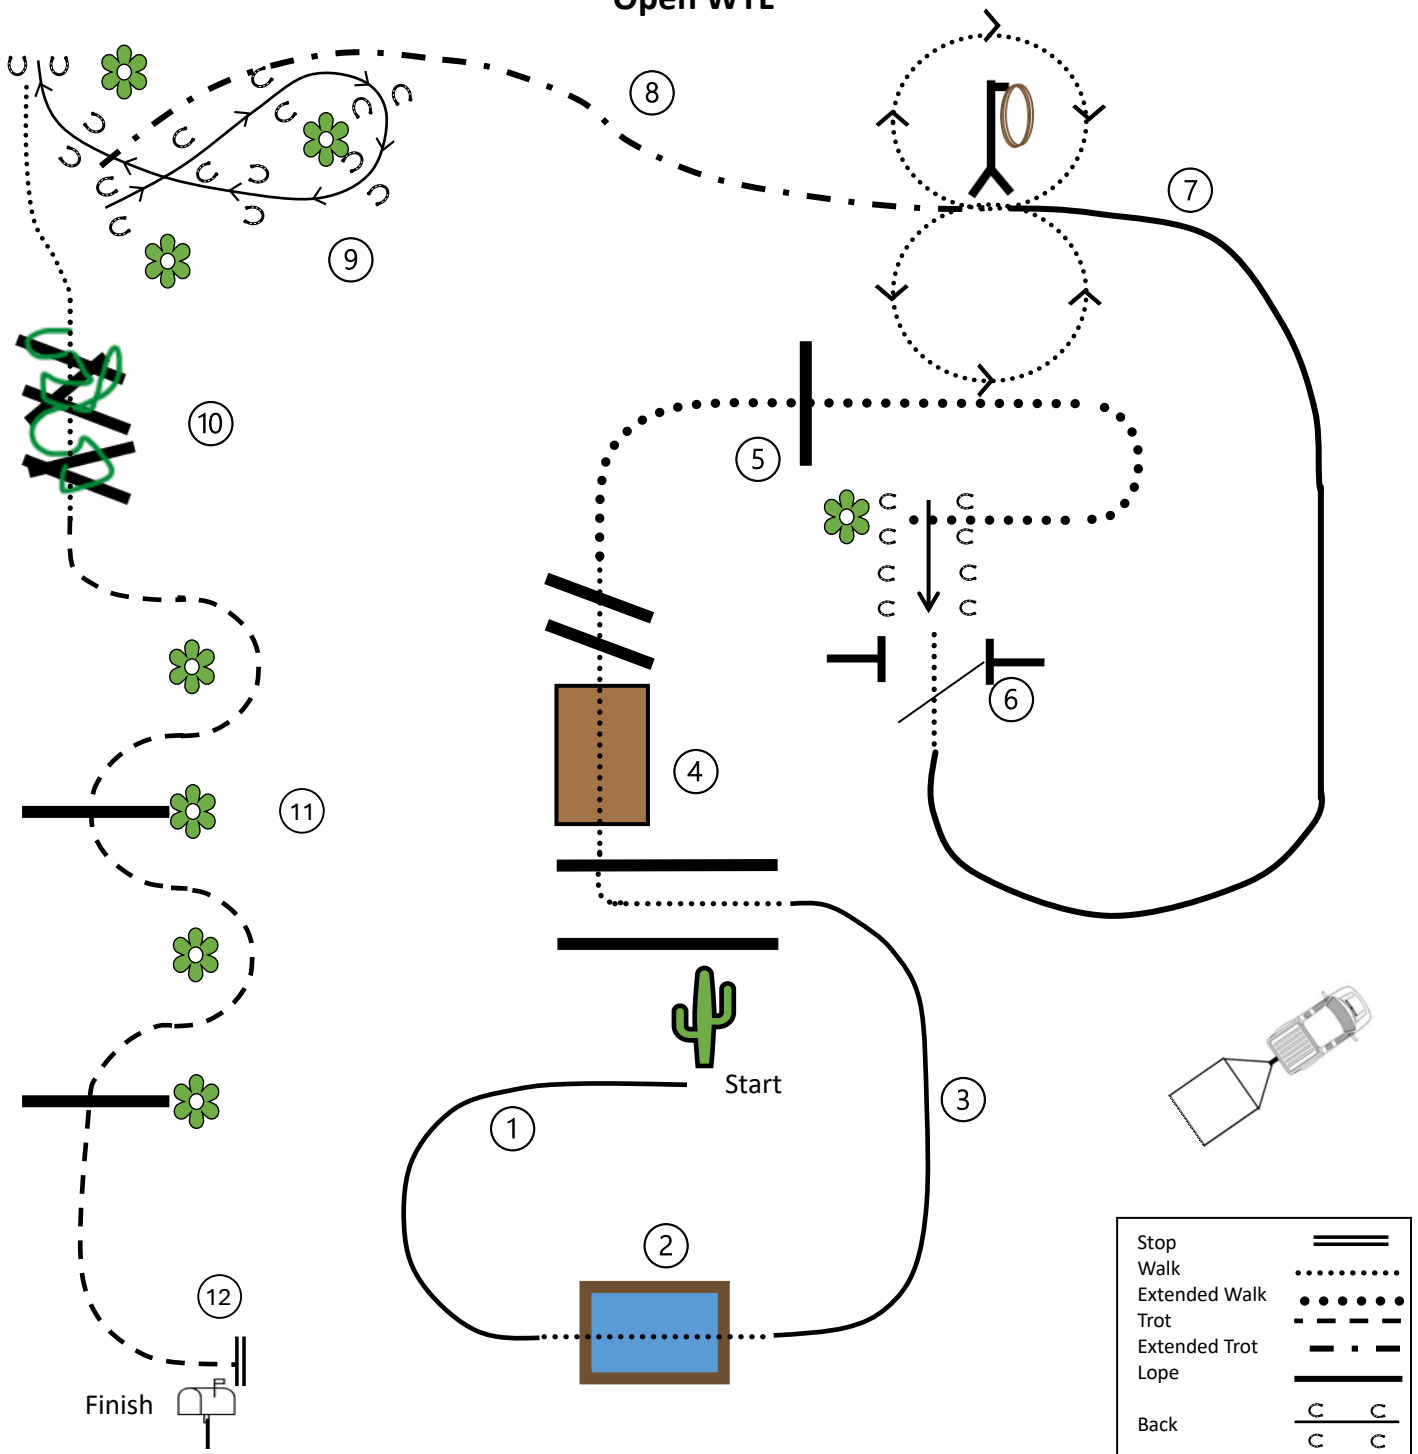 Open WTL
8
7
9
10
5
6
4
11
Start
3
1
2
12
Finish
Stop
Walk
Extended Walk
Trot
Extended Trot
Lope
Back